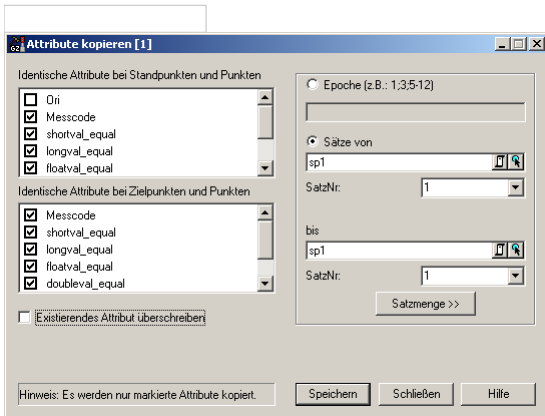 Attribute kopieren [1]
Identische Attribute bei Standpunkten und Punkten
Ori
Messcode
shortval_equal
longval_equal
floatval_equal
Identische Attribute bei Zielpunkten und Punkten
Messcode
shortval_equal
longval_equal
floatval_equal
doubleval_equal
Existierendes Attribut überschreiben
Hinweis: Es werden nur markierte Attribute kopiert.
Epoche (z.B.: 1;3;5-12)
Sätze von
sp1
SatzNr.: 1
bis
sp1
SatzNr.: 1
Satzmenge >>
Speichern Schließen Hilfe